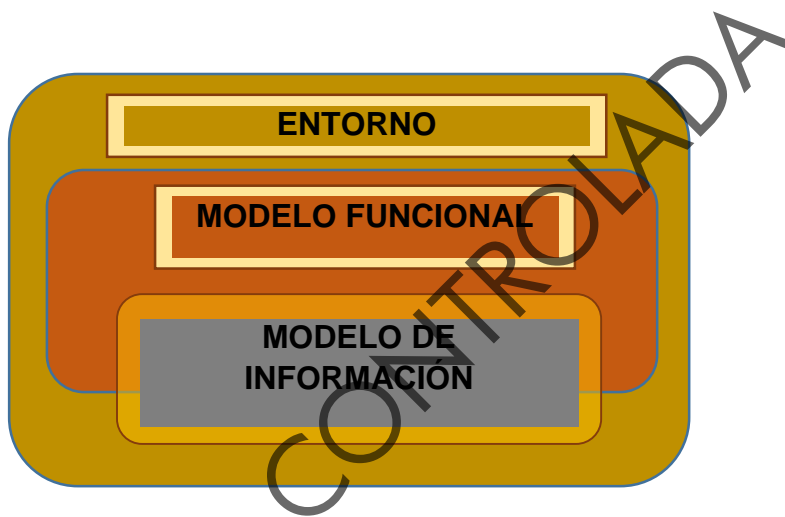 ENTORNO
MODELO FUNCIONAL
MODELO DE
INFORMACIÓN
CONTROLADA